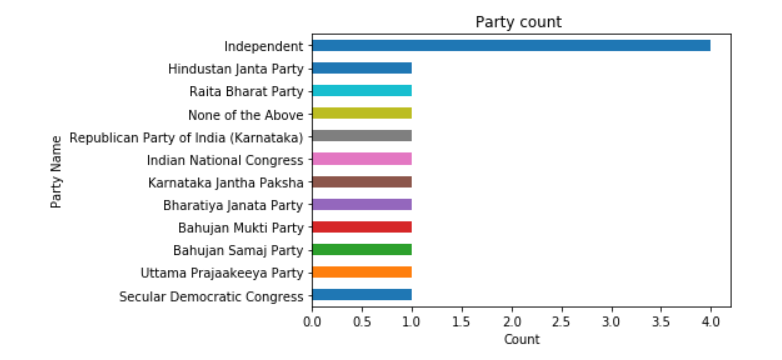 Party count
Independent
Hindustan Janta Party
Raita Bharat Party
None of the Above
Republican Party of India (Karnataka)
Indian National Congress
Karnataka Jantha Paksha
Bharatiya Janata Party
Bahujan Mukti Party
Bahujan Samaj Party
Uttama Prajaakeeya Party
Secular Democratic Congress
Party Name
0.0 0.5 1.0 1.5 2.0 2.5 3.0 3.5 4.0
Count